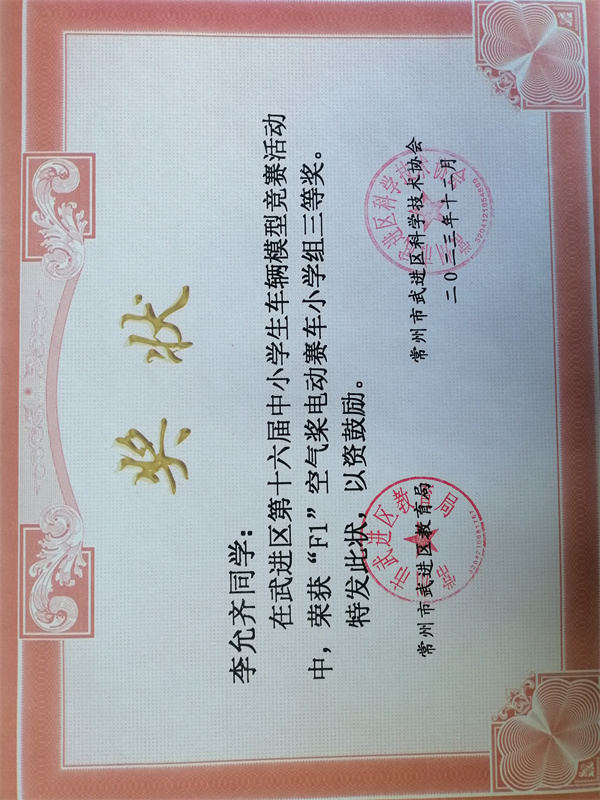 奖状
李允齐同学：
在武进区第十六届中小学生车辆模型竞赛活动
中，荣获“F1”空气桨电动赛车小学组三等奖。
特发此状，以资鼓励。
常州市武进区教育局
常州市武进区科学技术协会
二〇二三年十二月